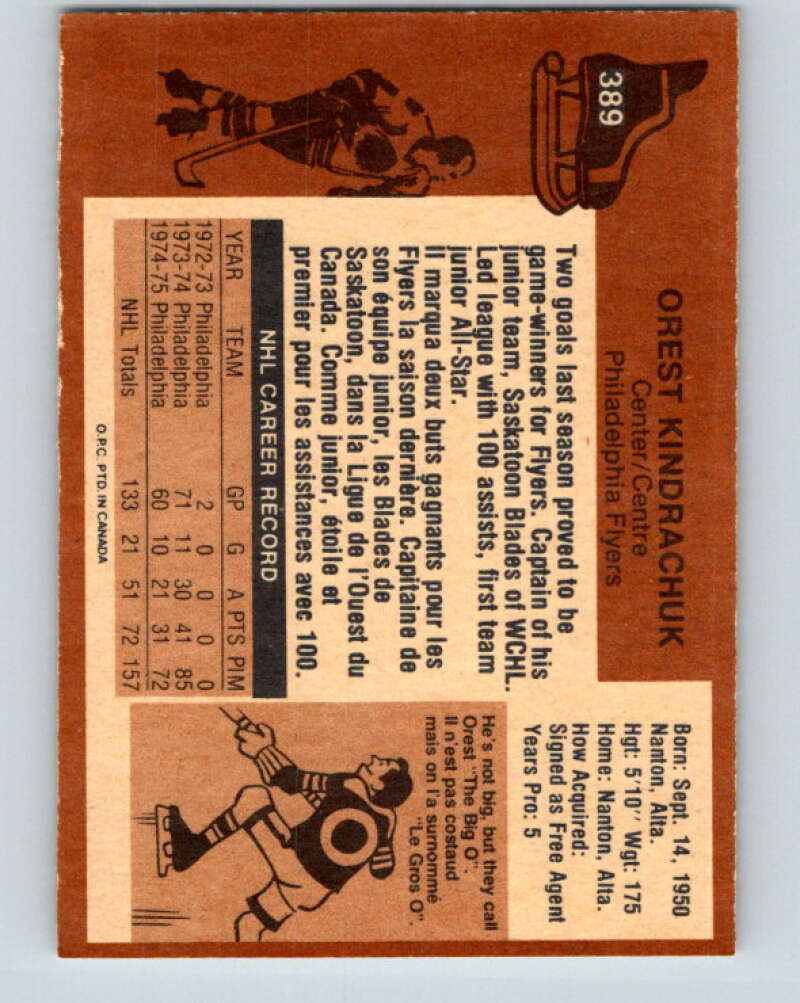 389
OREST KINDRACHUK
Center/Centre
Philadelphia Flyers
Born: Sept. 14, 1950
Nanton, Alta.
Hgt: 5'10" Wgt: 175
Home: Nanton, Alta.
How Acquired:
Signed as Free Agent
Years Pro: 5
Two goals last season proved to be
game-winners for Flyers. Captain of his
junior team, Saskatoon Blades of WCHL.
Led league with 100 assists, first team
junior All-Star.
Il marqua deux buts gagnants pour les
Flyers la saison dernière. Capitaine de
son équipe junior, les Blades de
Saskatoon, dans la Ligue de l'Ouest du
Canada. Comme junior, étoile et
premier pour les assistances avec 100.
NHL CAREER RECORD
YEAR TEAM GP G A PTS PIM
1972-73 Philadelphia 2 0 0 0 0
1973-74 Philadelphia 71 11 30 41 85
1974-75 Philadelphia 60 10 21 31 72
NHL Totals 133 21 51 72 157
O.P.C. PTD. IN CANADA
He's not big, but they call
Orest "The Big O".
Il n'est pas costaud
mais on l'a surnommé
"Le Gros O".
O